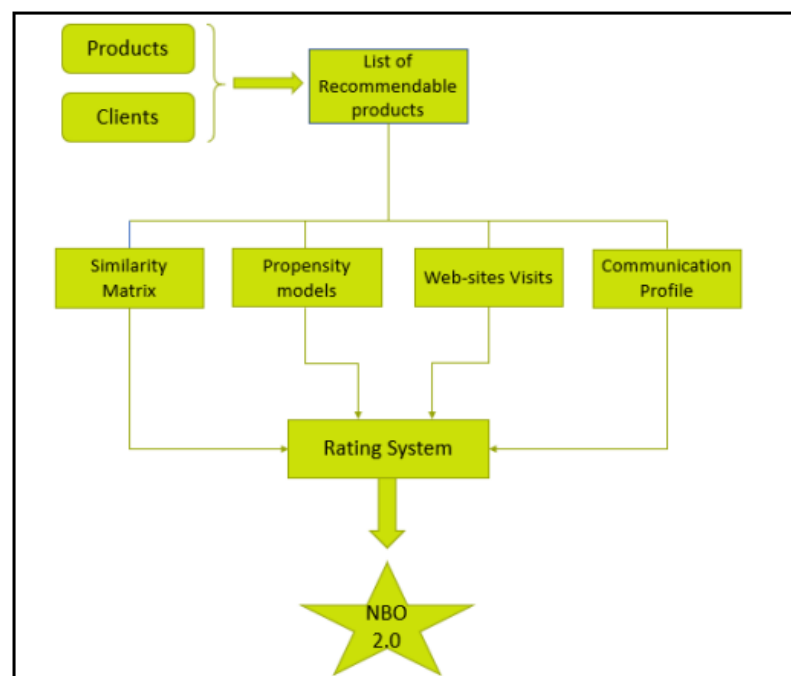 Products
Clients
List of
Recommendable
products
Similarity
Matrix
Propensity
models
Web-sites Visits
Communication
Profile
Rating System
NBO
2.0